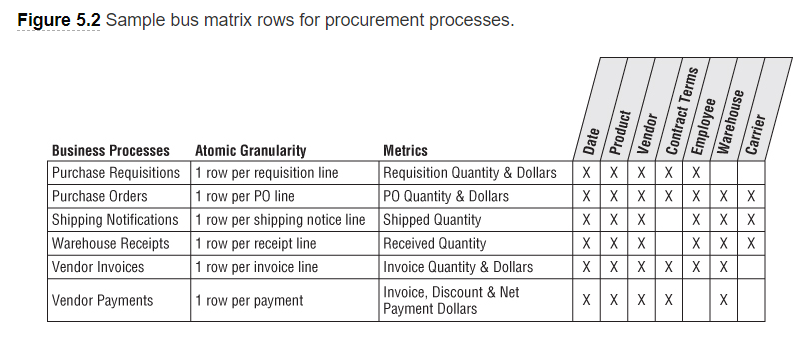 Figure 5.2 Sample bus matrix rows for procurement processes.
Business Processes Atomic Granularity Metrics Date Product Vendor Contract Terms Employee Warehouse Carrier
Purchase Requisitions 1 row per requisition line Requisition Quantity & Dollars X X X X X
Purchase Orders 1 row per PO line PO Quantity & Dollars X X X X X X X
Shipping Notifications 1 row per shipping notice line Shipped Quantity X X X X X X
Warehouse Receipts 1 row per receipt line Received Quantity X X X X X X
Vendor Invoices 1 row per invoice line Invoice Quantity & Dollars X X X X X X
Vendor Payments 1 row per payment Invoice, Discount & Net
Payment Dollars X X X X X